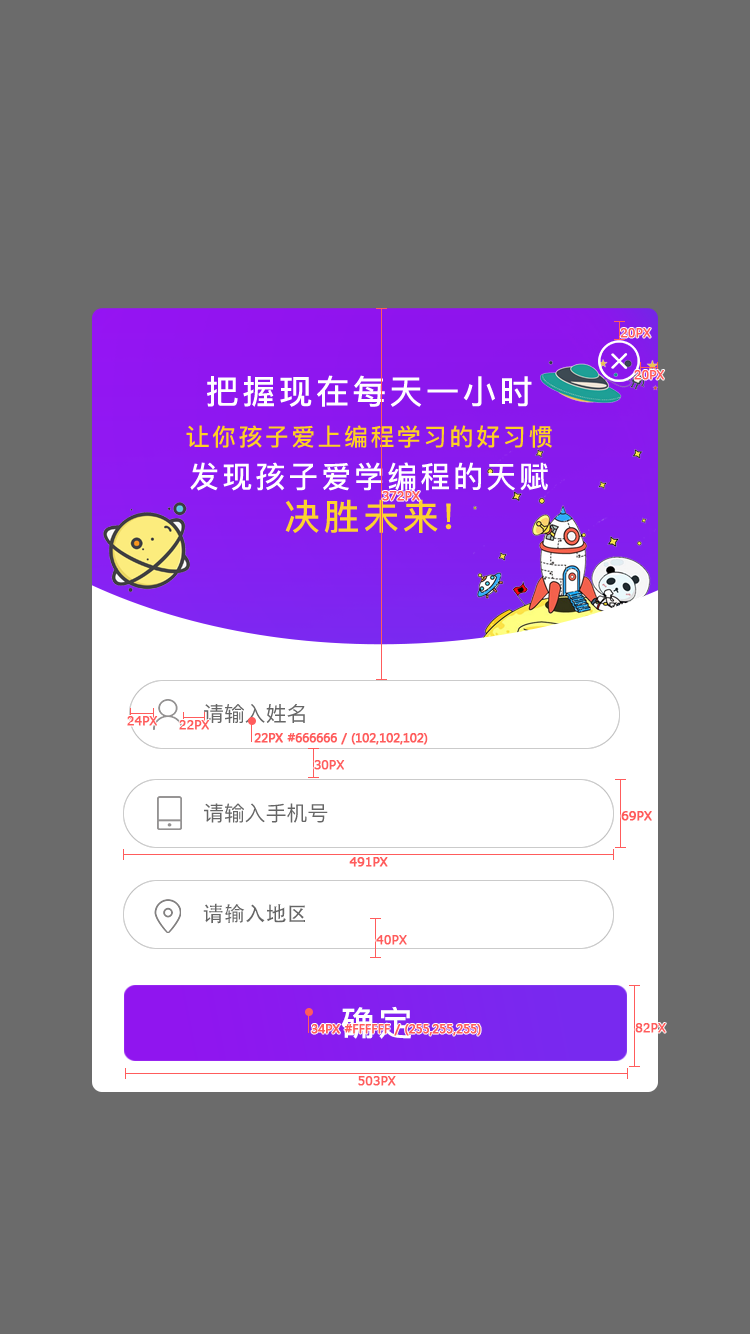 20PX
20PX
把握现在每天一小时
让你孩子爱上编程学习的好习惯
发现孩子爱学编程的天赋
372PX
决胜未来!
请输入姓名
24PX
22PX
22PX #666666 / (102,102,102)
30PX
请输入手机号
69PX
491PX
请输入地区
40PX
确定
34PX #FFFFFF / (255,255,255)
82PX
503PX